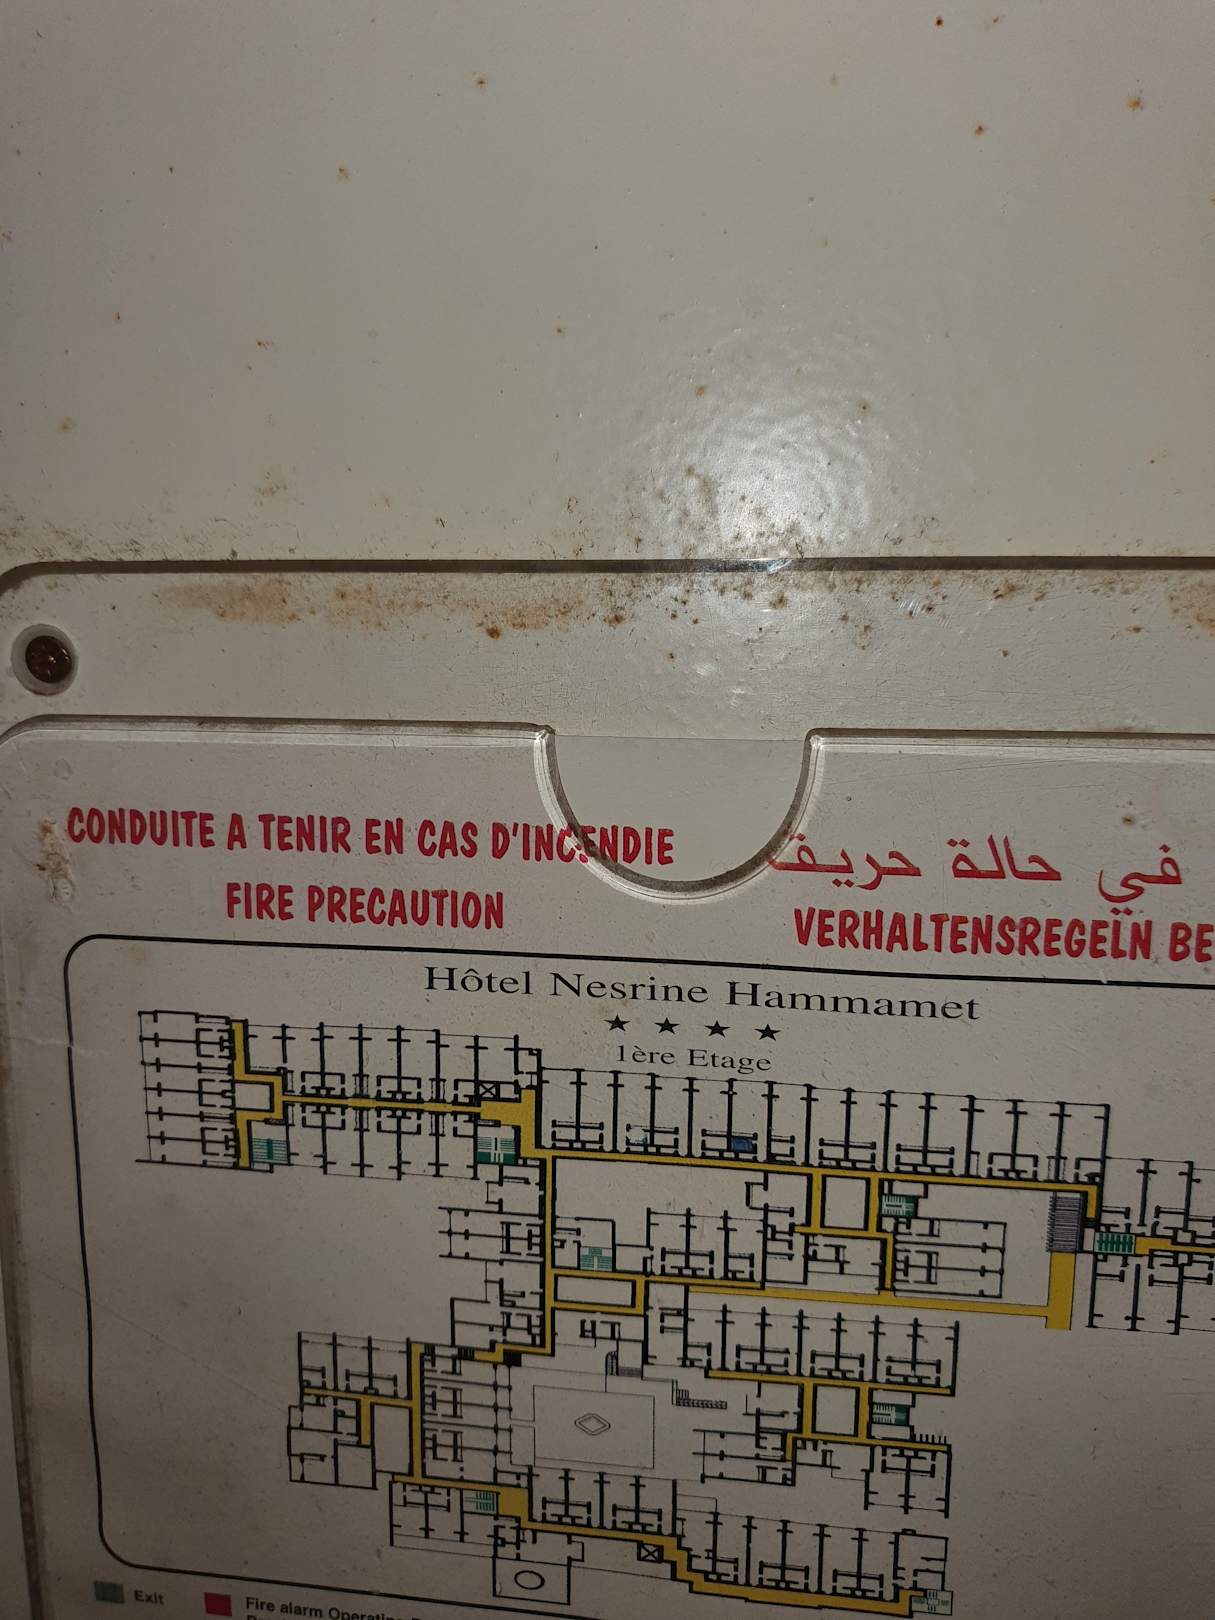 CONDUITE A TENIR EN CAS D'INCENDIE
FIRE PRECAUTION
في حالة حريق
VERHALTENSREGELN BE
Hôtel Nesrine Hammamet
★ ★ ★ ★
1ère Etage
Exit
Fire alarm